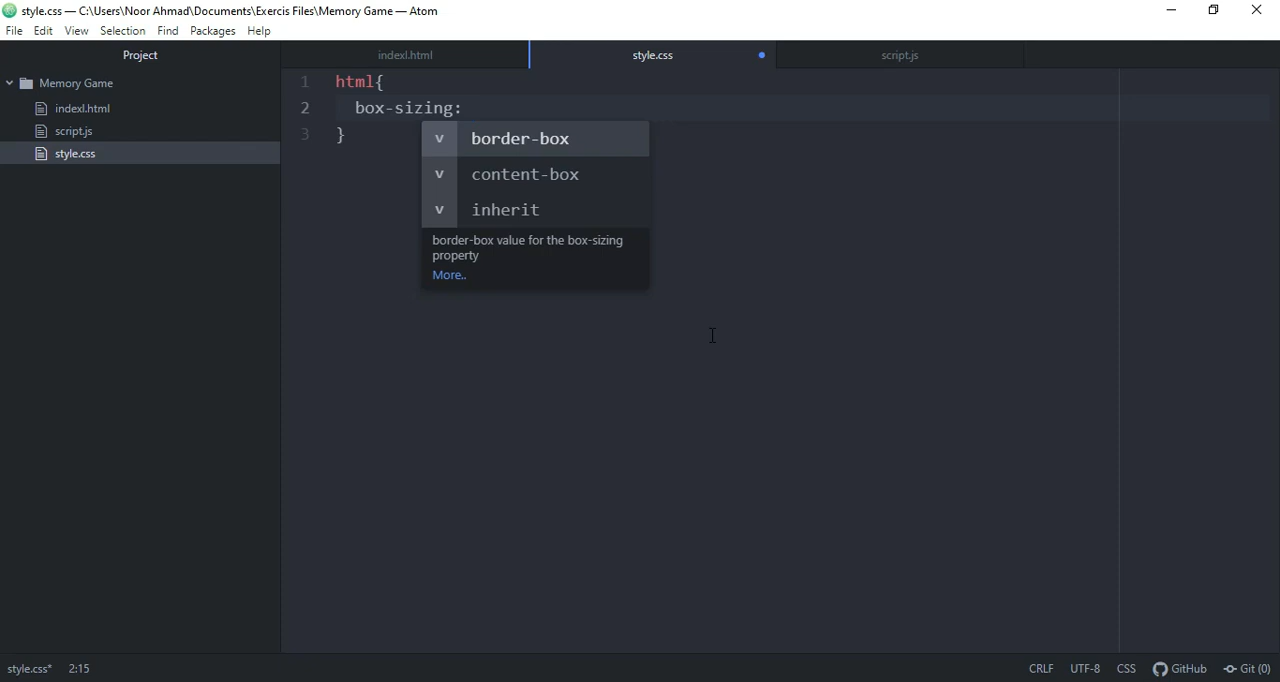 style.css — C:\Users\Noor Ahmad\Documents\Exercis Files\Memory Game — Atom
File Edit View Selection Find Packages Help
Project
indexl.html style.css script.js
Memory Game
indexl.html
script.js
style.css
1 html{
2 box-sizing:
3 }
v border-box
v content-box
v inherit
border-box value for the box-sizing
property
More..
style.css* 2:15 CRLF UTF-8 CSS GitHub Git (0)